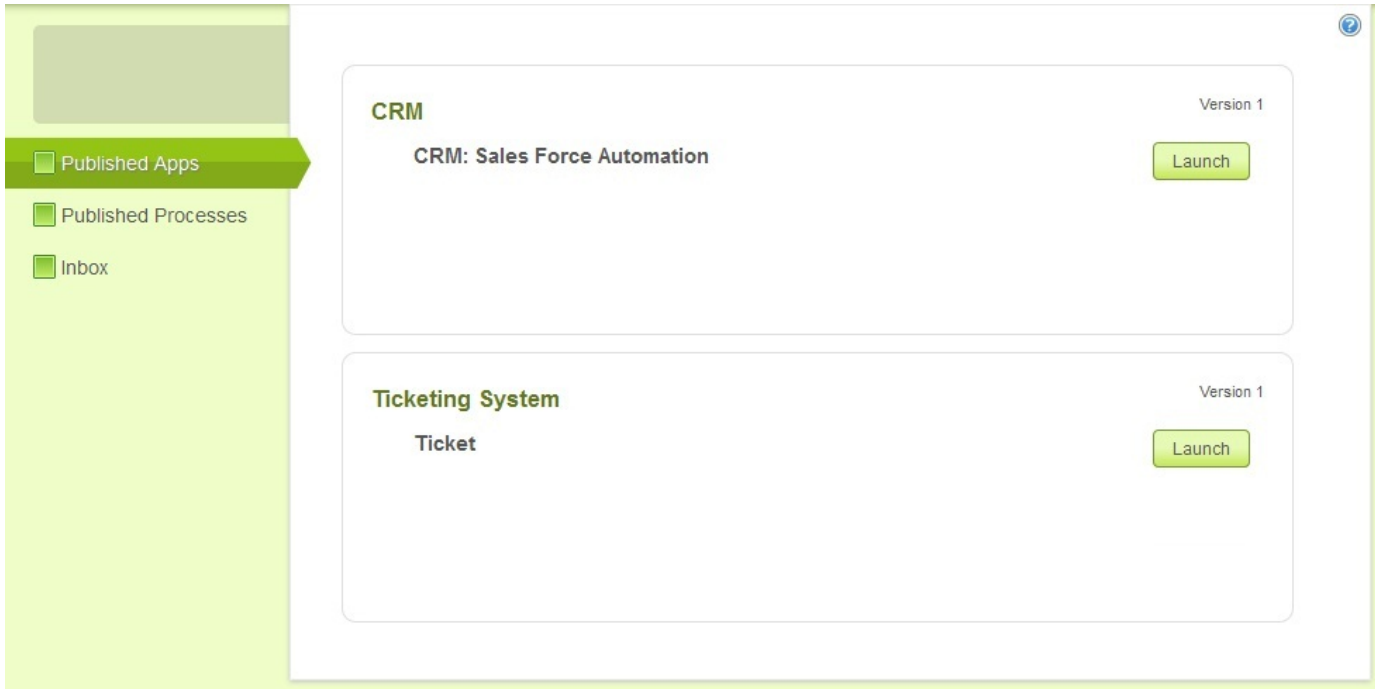 Published Apps
Published Processes
Inbox
CRM
Version 1
CRM: Sales Force Automation
Launch
Ticketing System
Version 1
Ticket
Launch
?